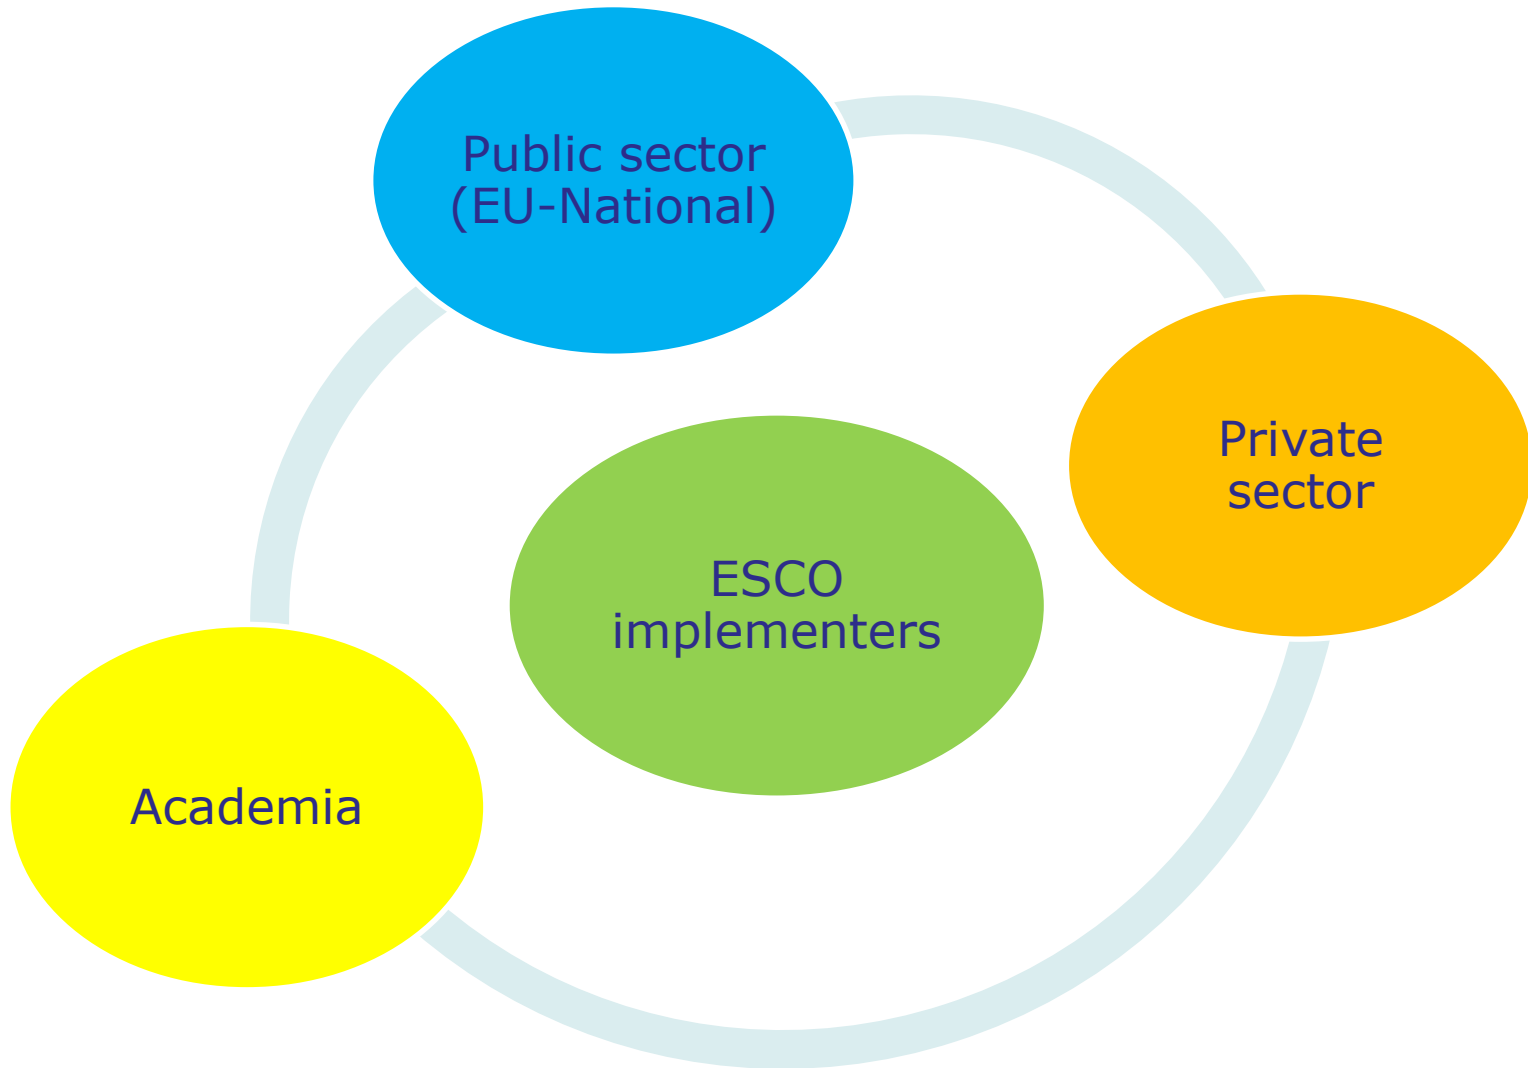 Public sector
(EU-National)
Private
sector
ESCO
implementers
Academia